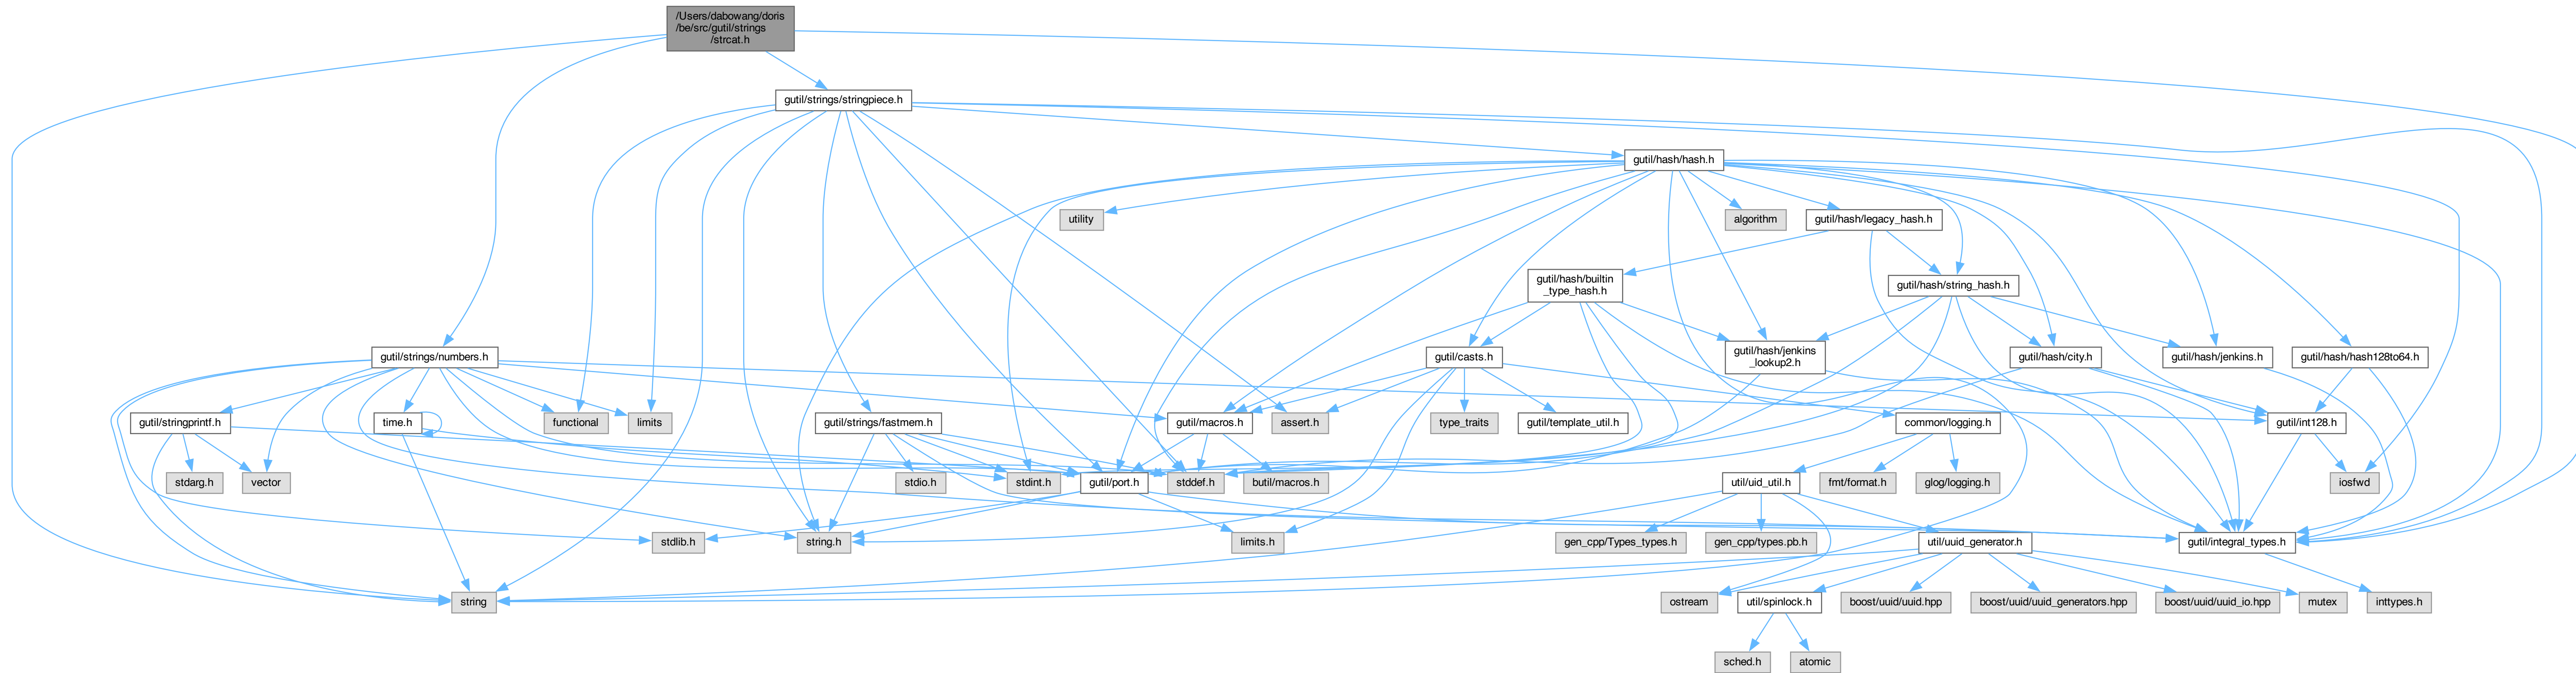 /Users/dabowang/doris
/be/src/gutil/strings
/strcat.h
gutil/strings/stringpiece.h
gutil/hash/hash.h
utility
algorithm
gutil/hash/legacy_hash.h
gutil/hash/builtin
_type_hash.h
gutil/hash/string_hash.h
gutil/strings/numbers.h
gutil/casts.h
gutil/hash/jenkins
_lookup2.h
gutil/hash/city.h
gutil/hash/jenkins.h
gutil/hash/hash128to64.h
gutil/stringprintf.h
time.h
functional
limits
gutil/strings/fastmem.h
gutil/macros.h
assert.h
type_traits
gutil/template_util.h
common/logging.h
gutil/int128.h
stdarg.h
vector
stdio.h
stdint.h
gutil/port.h
stddef.h
butil/macros.h
util/uid_util.h
fmt/format.h
glog/logging.h
iosfwd
stdlib.h
string.h
limits.h
gen_cpp/Types_types.h
gen_cpp/types.pb.h
util/uuid_generator.h
gutil/integral_types.h
string
ostream
util/spinlock.h
boost/uuid/uuid.hpp
boost/uuid/uuid_generators.hpp
boost/uuid/uuid_io.hpp
mutex
inttypes.h
sched.h
atomic